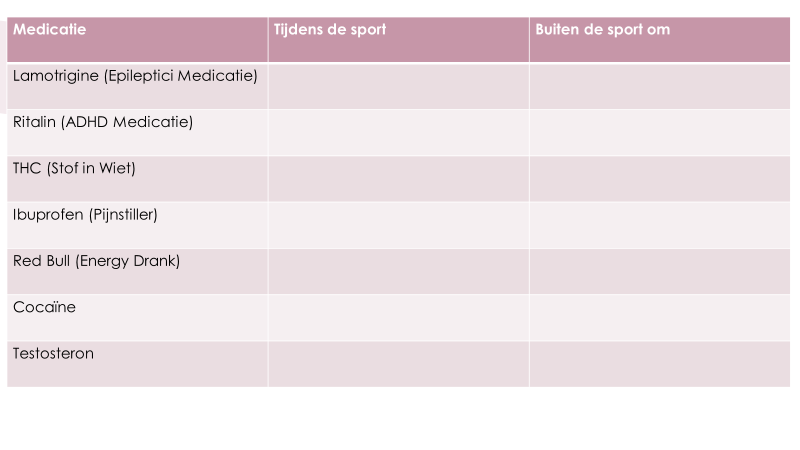 Medicatie Tijdens de sport Buiten de sport om
Lamotrigine (Epileptici Medicatie)
Ritalin (ADHD Medicatie)
THC (Stof in Wiet)
Ibuprofen (Pijnstiller)
Red Bull (Energy Drank)
Cocaïne
Testosteron